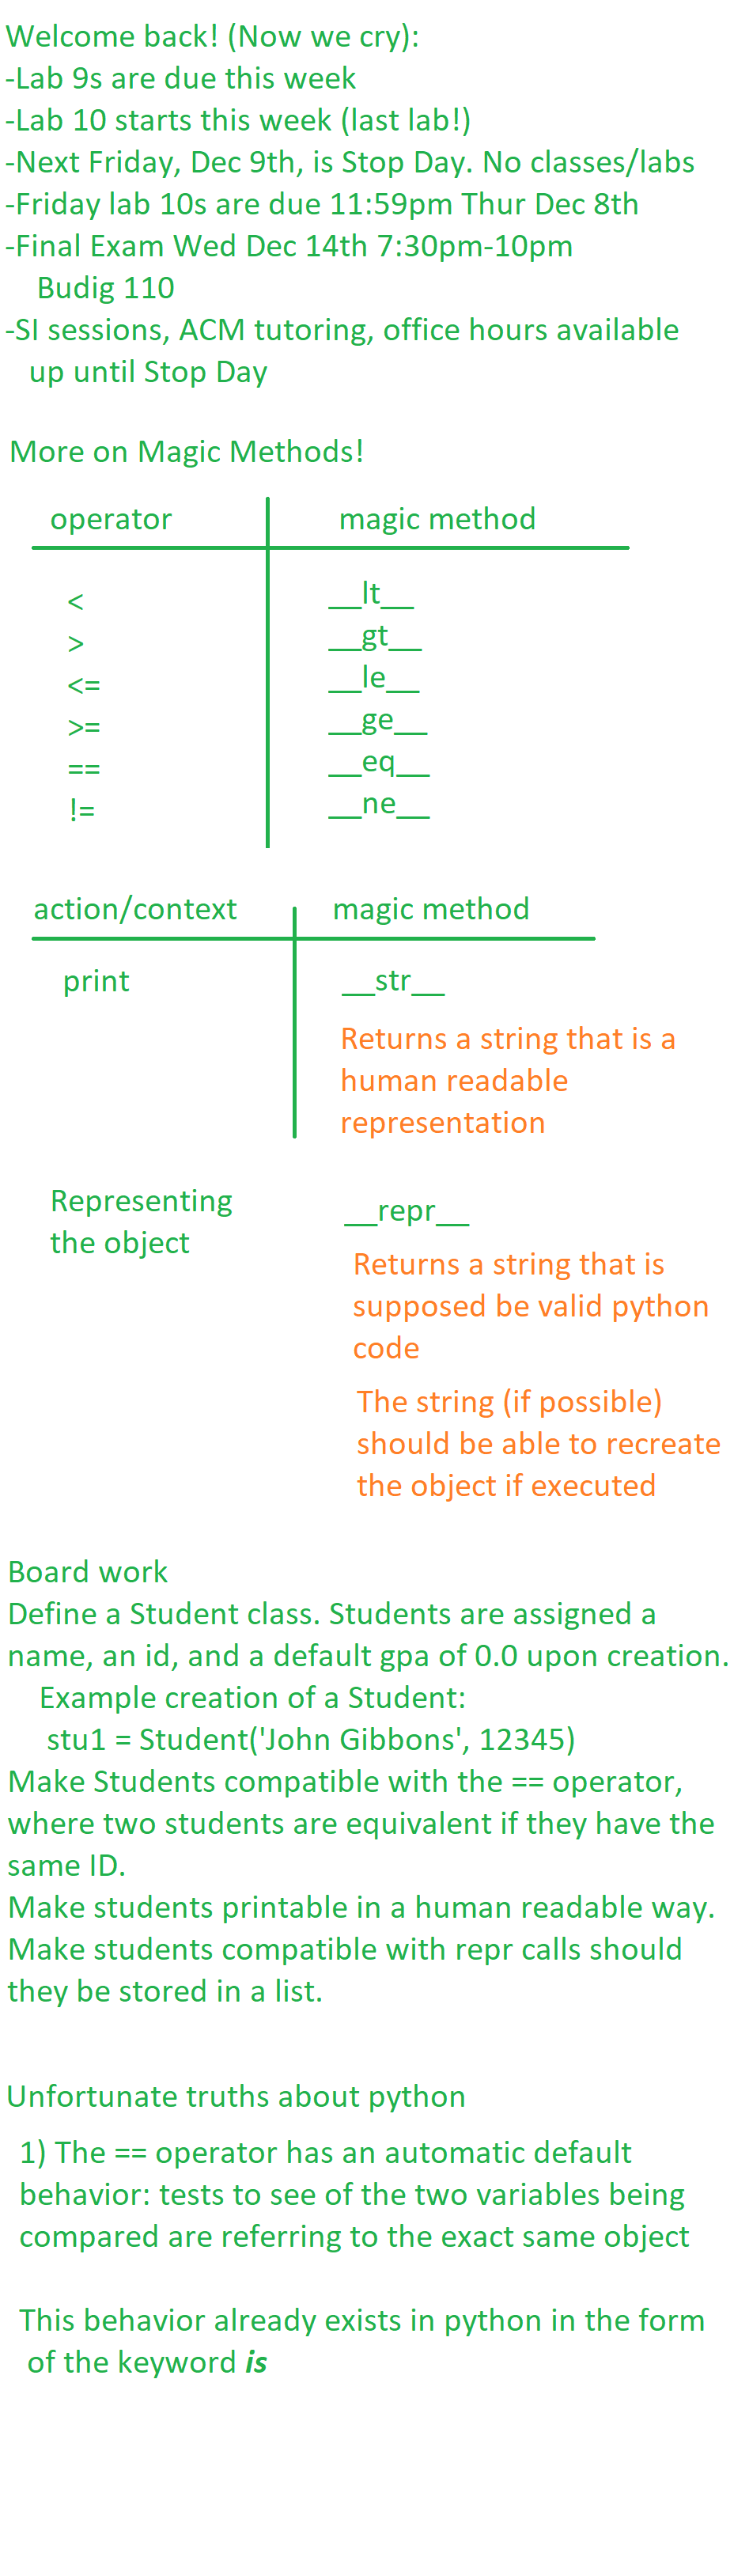 Welcome back! (Now we cry):
-Lab 9s are due this week
-Lab 10 starts this week (last lab!)
-Next Friday, Dec 9th, is Stop Day. No classes/labs
-Friday lab 10s are due 11:59pm Thur Dec 8th
-Final Exam Wed Dec 14th 7:30pm-10pm
Budig 110
-SI sessions, ACM tutoring, office hours available
up until Stop Day
More on Magic Methods!
operator magic method
< __lt__
> __gt__
<= __le__
>= __ge__
== __eq__
!= __ne__
action/context magic method
print __str__
Returns a string that is a
human readable
representation
Representing
the object
__repr__
Returns a string that is
supposed be valid python
code
The string (if possible)
should be able to recreate
the object if executed
Board work
Define a Student class. Students are assigned a
name, an id, and a default gpa of 0.0 upon creation.
Example creation of a Student:
stu1 = Student('John Gibbons', 12345)
Make Students compatible with the == operator,
where two students are equivalent if they have the
same ID.
Make students printable in a human readable way.
Make students compatible with repr calls should
they be stored in a list.
Unfortunate truths about python
1) The == operator has an automatic default
behavior: tests to see of the two variables being
compared are referring to the exact same object
This behavior already exists in python in the form
of the keyword is